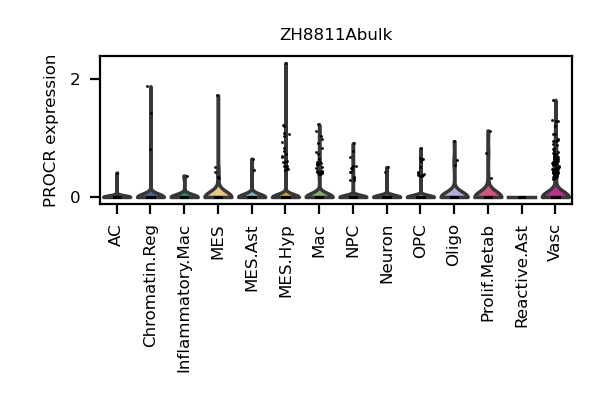 ZH8811Abulk
PROCR expression
2
0
AC
Chromatin.Reg
Inflammatory.Mac
MES
MES.Ast
MES.Hyp
Mac
NPC
Neuron
OPC
Oligo
Prolif.Metab
Reactive.Ast
Vasc